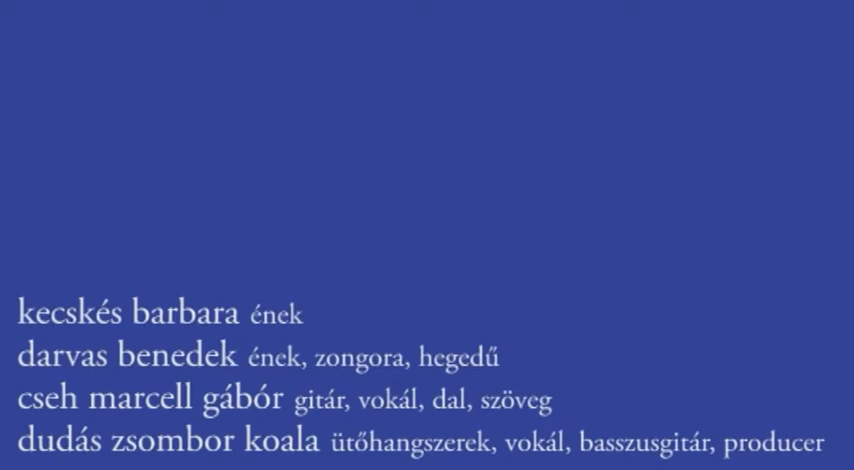 kecskés barbara ének
darvas benedek ének, zongora, hegedű
cseh marcell gábór gitár, vokál, dal, szöveg
dudás zsombor koala ütőhangszerek, vokál, basszusgitár, producer